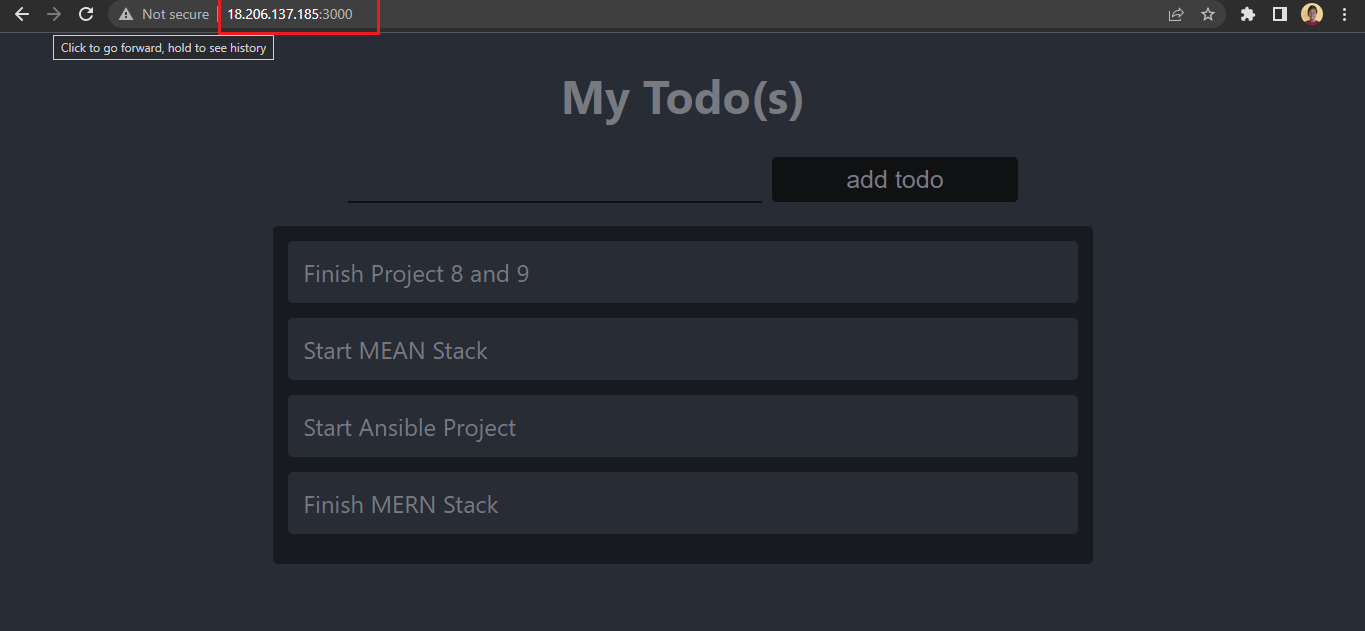 Not secure 18.206.137.185:3000
Click to go forward, hold to see history
My Todo(s)
add todo
Finish Project 8 and 9
Start MEAN Stack
Start Ansible Project
Finish MERN Stack